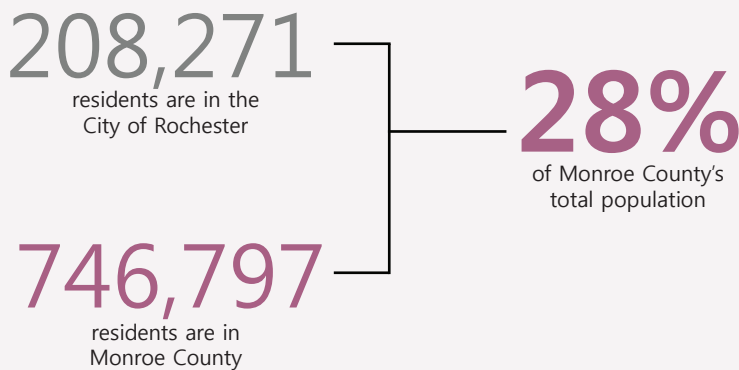 208,271
residents are in the
City of Rochester
28%
of Monroe County's
total population
746,797
residents are in
Monroe County